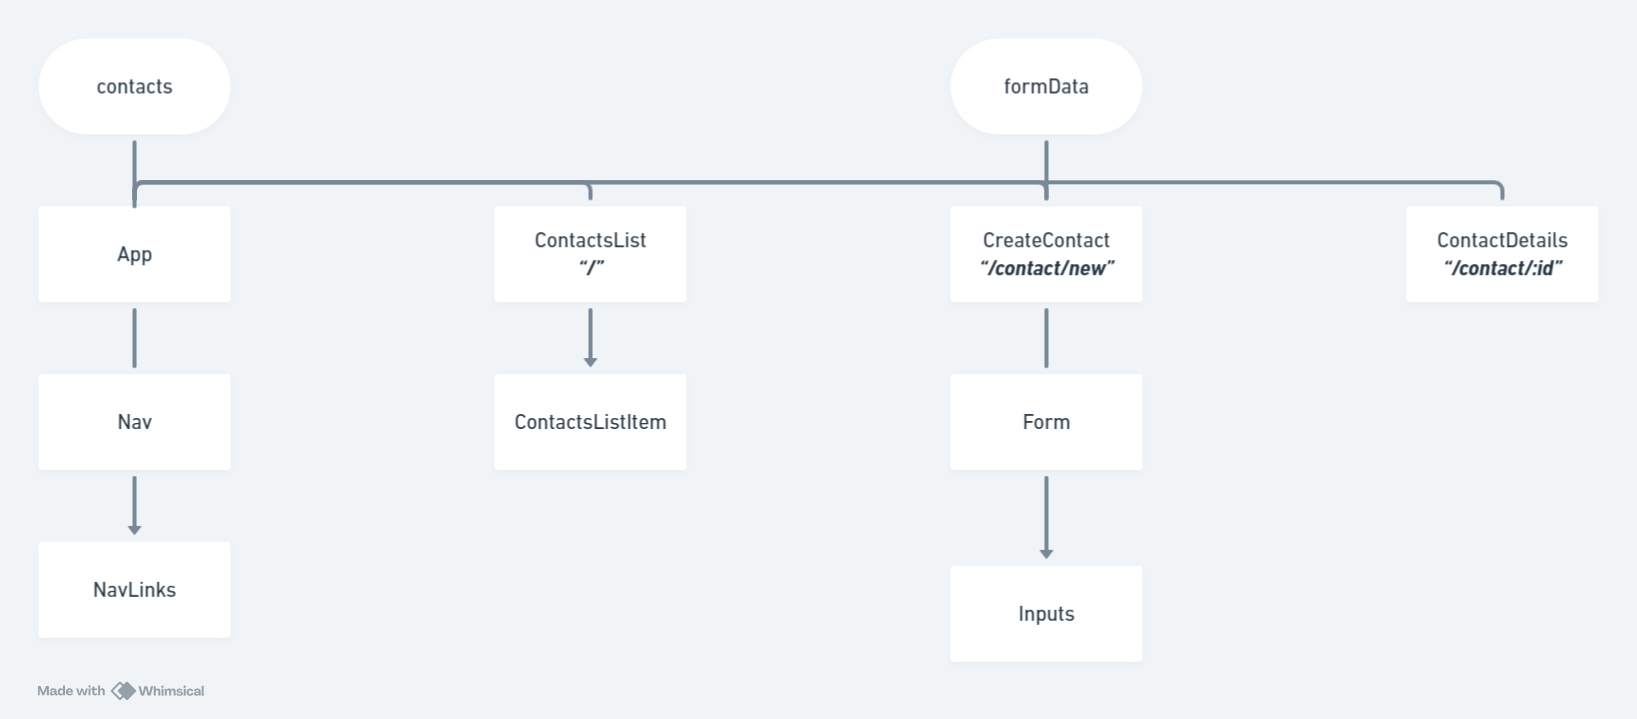 contacts
formData
App
ContactsList
“/”
CreateContact
“/contact/new”
ContactDetails
“/contact/:id”
Nav
ContactsListItem
Form
NavLinks
Inputs
Made with Whimsical